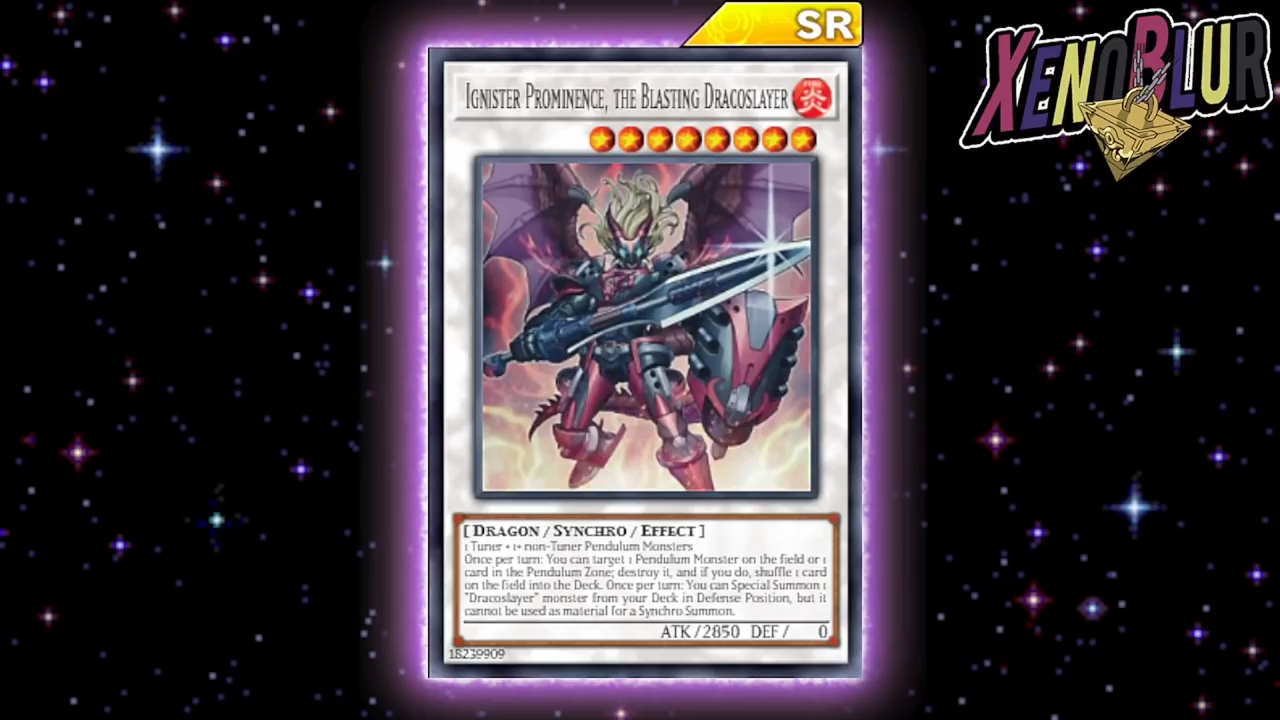 SR
XENOBLUR
IGNISTER PROMINENCE, THE BLASTING DRACOSLAYER
FIRE
炎
[ DRAGON / SYNCHRO / EFFECT ]
1 Tuner + 1+ non-Tuner Pendulum Monsters
Once per turn: You can target 1 Pendulum Monster on the field or 1
card in the Pendulum Zone; destroy it, and if you do, shuffle 1 card
on the field into the Deck. Once per turn: You can Special Summon 1
"Dracoslayer" monster from your Deck in Defense Position, but it
cannot be used as material for a Synchro Summon.
ATK / 2850 DEF / 0
18239909